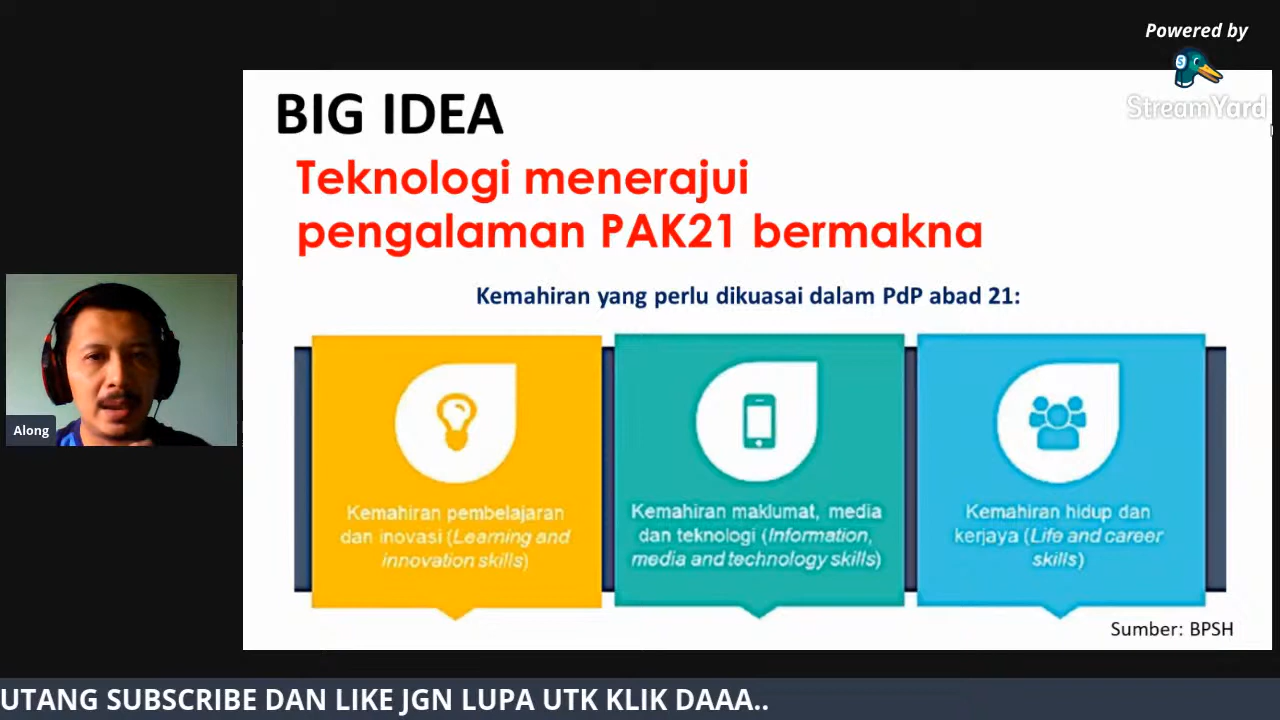 Powered by
StreamYard
BIG IDEA
Teknologi menerajui
pengalaman PAK21 bermakna
Kemahiran yang perlu dikuasai dalam PdP abad 21:
Kemahiran pembelajaran
dan inovasi (Learning and
innovation skills)
Kemahiran maklumat, media
dan teknologi (Information,
media and technology skills)
Kemahiran hidup dan
kerjaya (Life and career
skills)
Sumber: BPSH
Along
UTANG SUBSCRIBE DAN LIKE JGN LUPA UTK KLIK DAAA..